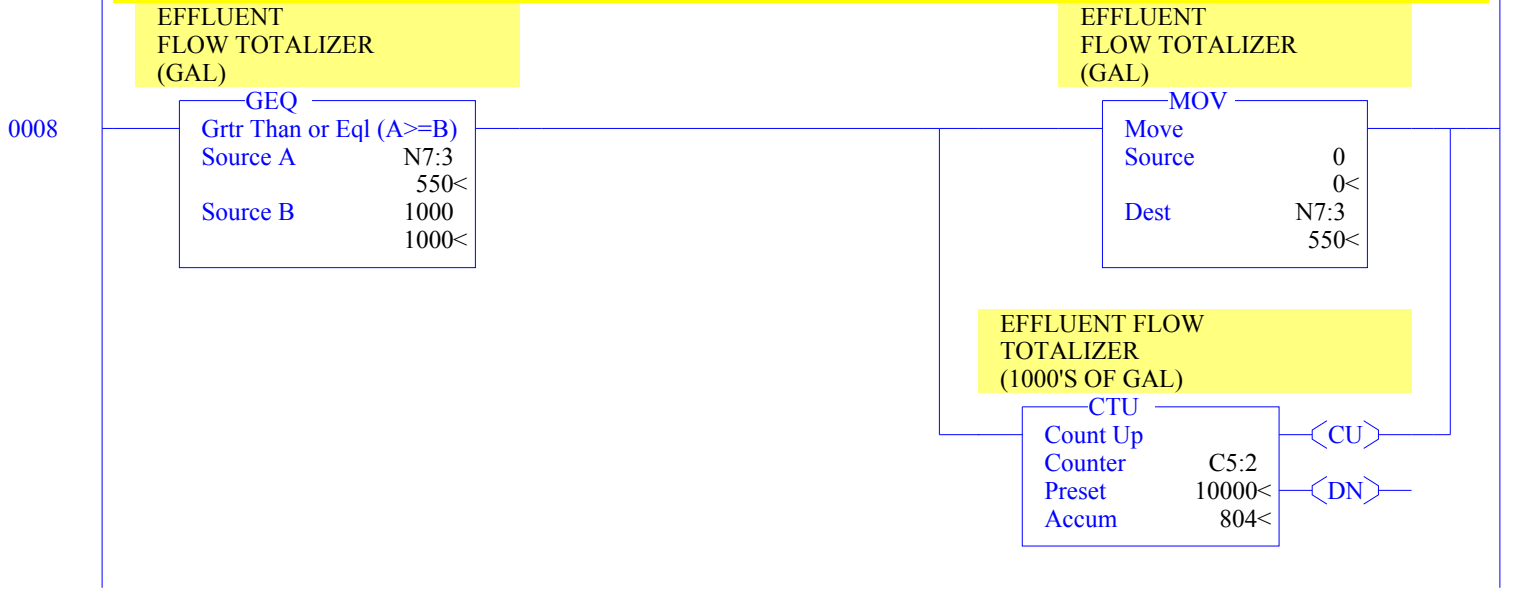 EFFLUENT
FLOW TOTALIZER
(GAL)
EFFLUENT
FLOW TOTALIZER
(GAL)
0008
GEQ
Grtr Than or Eql (A>=B)
Source A N7:3
550<
Source B 1000
1000<
MOV
Move
Source 0
0<
Dest N7:3
550<
EFFLUENT FLOW
TOTALIZER
(1000'S OF GAL)
CTU
Count Up CU
Counter C5:2
Preset 10000< DN
Accum 804<